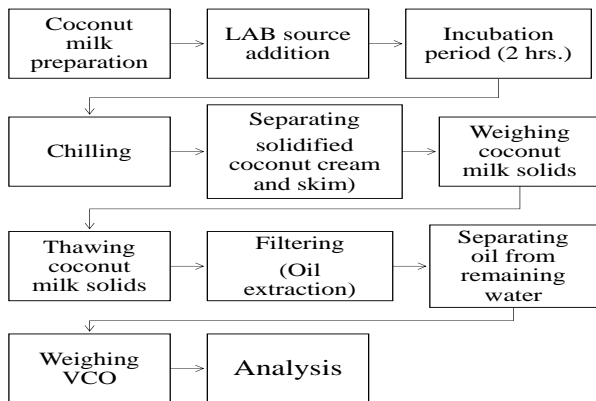 Coconut
milk
preparation
LAB source
addition
Incubation
period (2 hrs.)
Chilling
Separating
solidified
coconut cream
and skim)
Weighing
coconut
milk solids
Thawing
coconut
milk solids
Filtering
(Oil
extraction)
Separating
oil from
remaining
water
Weighing
VCO
Analysis